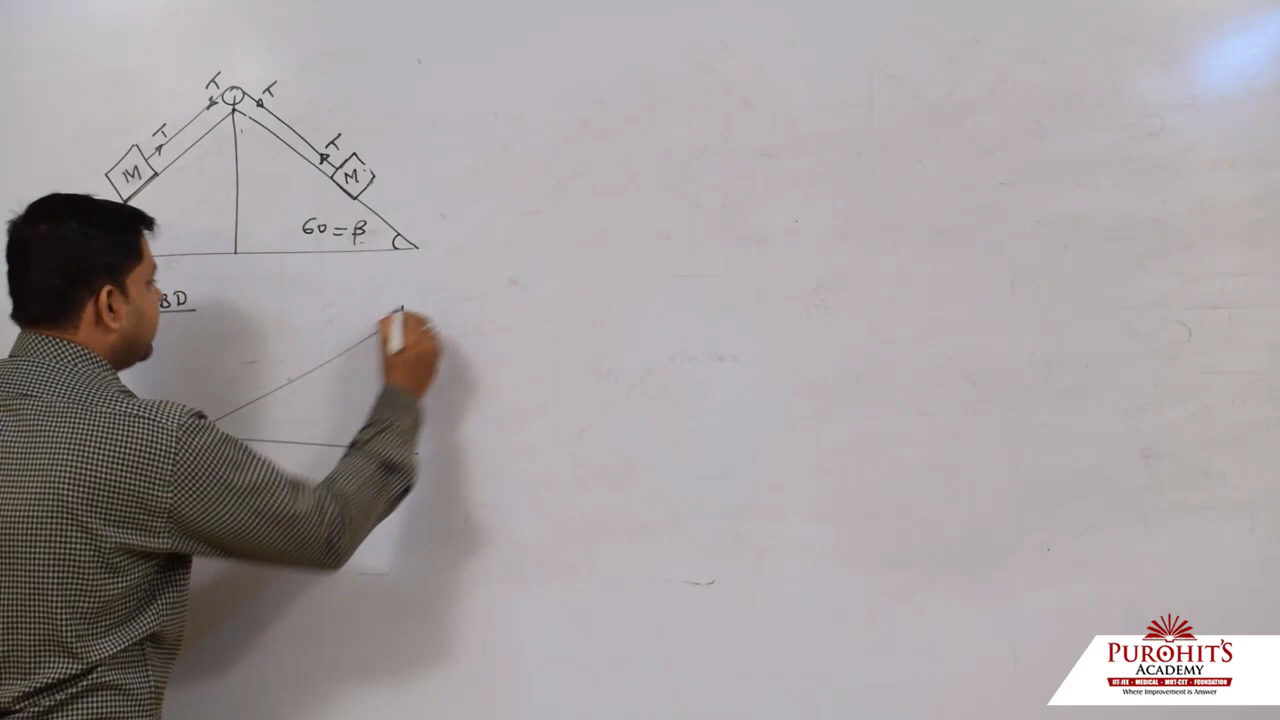 T
T
T
T
M
M
60 = β
BD
PUROHIT'S
ACADEMY
IIT-JEE • MEDICAL • MHT-CET • FOUNDATION
Where Improvement is Answer